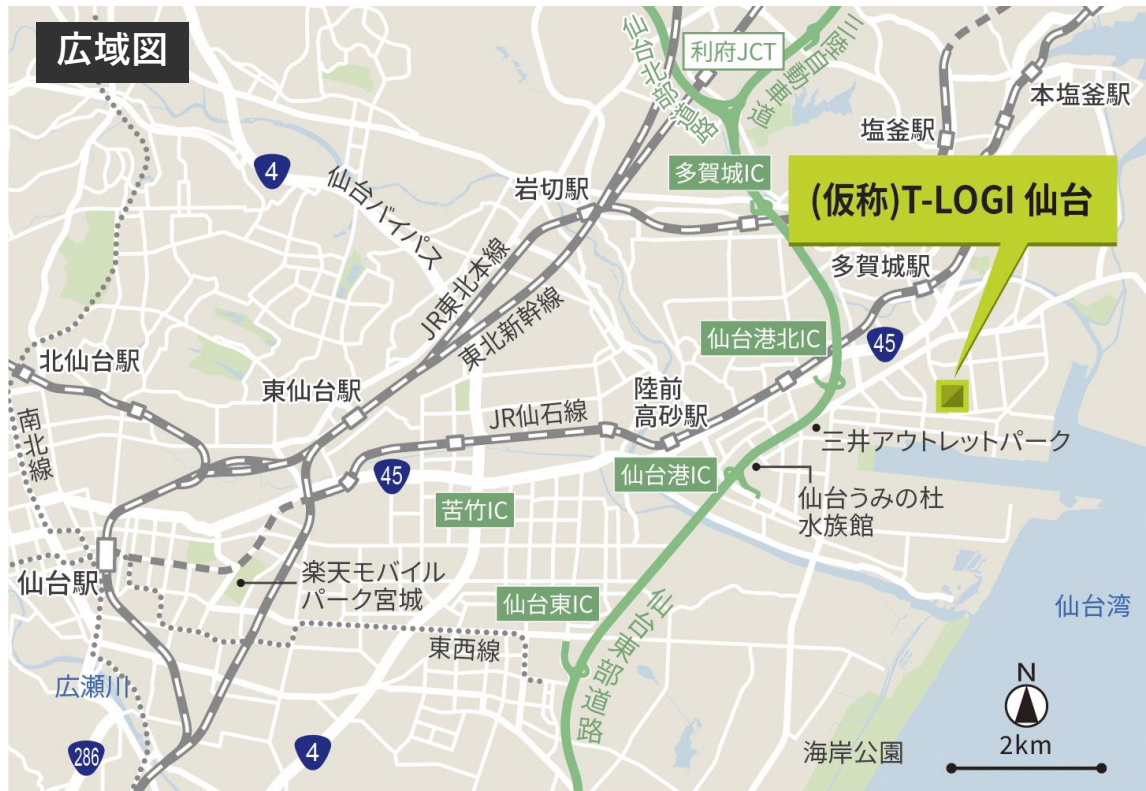 広域図
利府JCT
仙台北部道路
三陸自動車道
本塩釜駅
塩釜駅
4
仙台バイパス
岩切駅
多賀城IC
(仮称)T-LOGI 仙台
JR東北本線
東北新幹線
多賀城駅
仙台港北IC
45
北仙台駅
東仙台駅
陸前
高砂駅
南北線
JR仙石線
三井アウトレットパーク
45
仙台港IC
苦竹IC
仙台うみの杜
水族館
仙台駅
楽天モバイル
パーク宮城
仙台東IC
仙台東部道路
仙台湾
東西線
広瀬川
N
286
4
海岸公園
2km